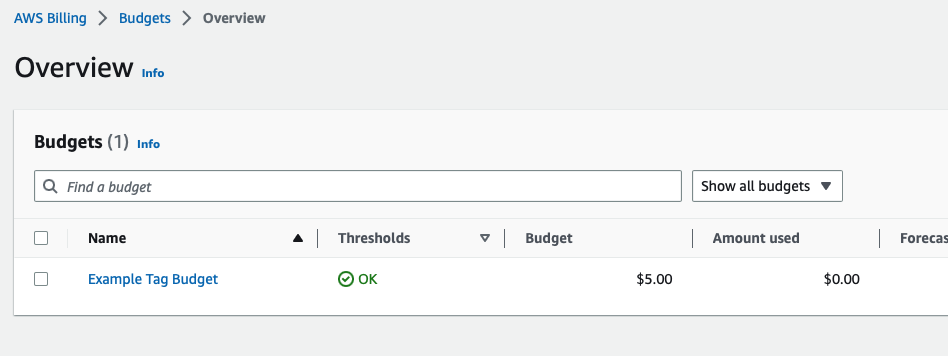 AWS Billing > Budgets > Overview
Overview Info
Budgets (1) Info
Find a budget Show all budgets
Name Thresholds Budget Amount used Forecas
Example Tag Budget OK $5.00 $0.00